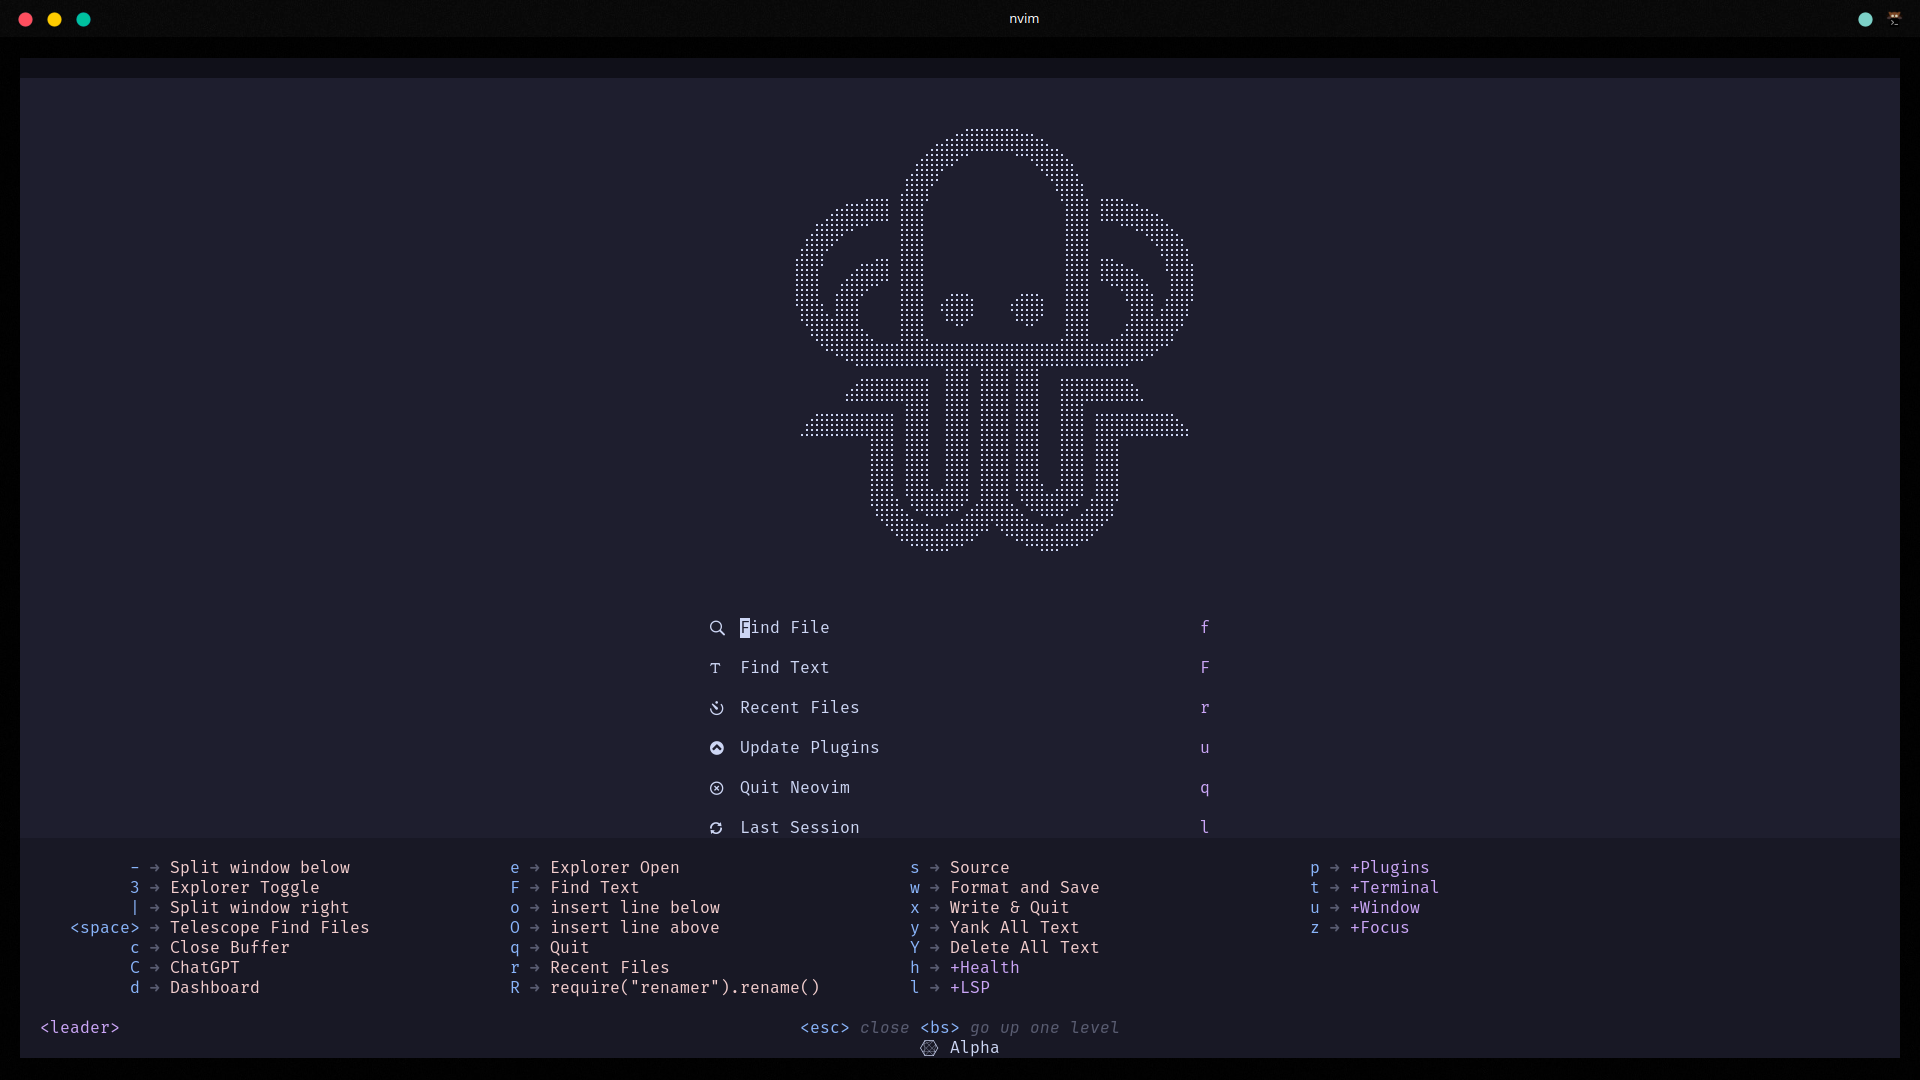 nvim
Find File f
T Find Text F
Recent Files r
Update Plugins u
Quit Neovim q
Last Session l
- → Split window below e → Explorer Open s → Source p → +Plugins
3 → Explorer Toggle F → Find Text w → Format and Save t → +Terminal
| → Split window right o → insert line below x → Write & Quit u → +Window
<space> → Telescope Find Files O → insert line above y → Yank All Text z → +Focus
c → Close Buffer q → Quit Y → Delete All Text
C → ChatGPT r → Recent Files h → +Health
d → Dashboard R → require("renamer").rename() l → +LSP
<leader> <esc> close <bs> go up one level
Alpha